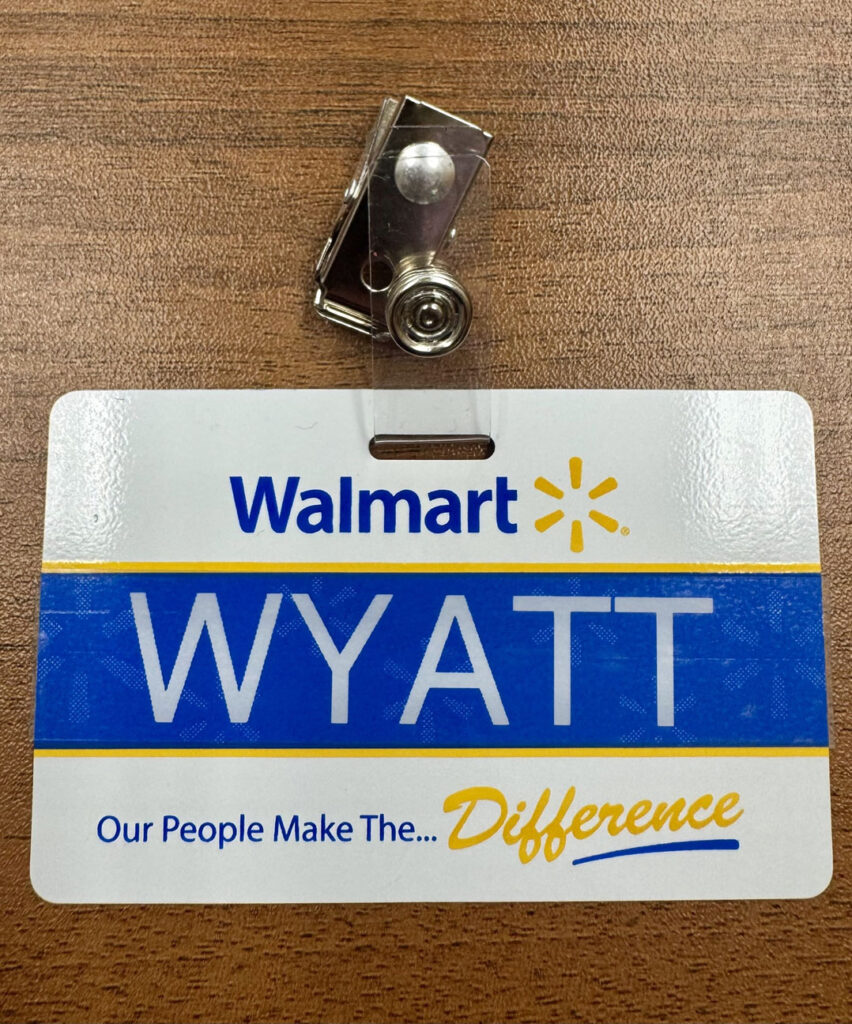 Walmart
WYATT
Our People Make The... Difference